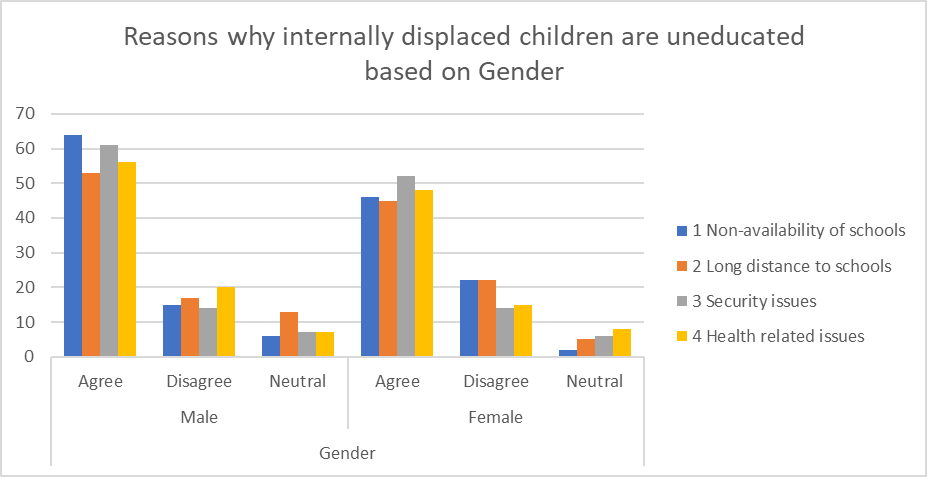 Reasons why internally displaced children are uneducated
based on Gender
70
60
50
40
30
20
10
0
Agree Disagree Neutral Agree Disagree Neutral
Male Female
Gender
1 Non-availability of schools
2 Long distance to schools
3 Security issues
4 Health related issues